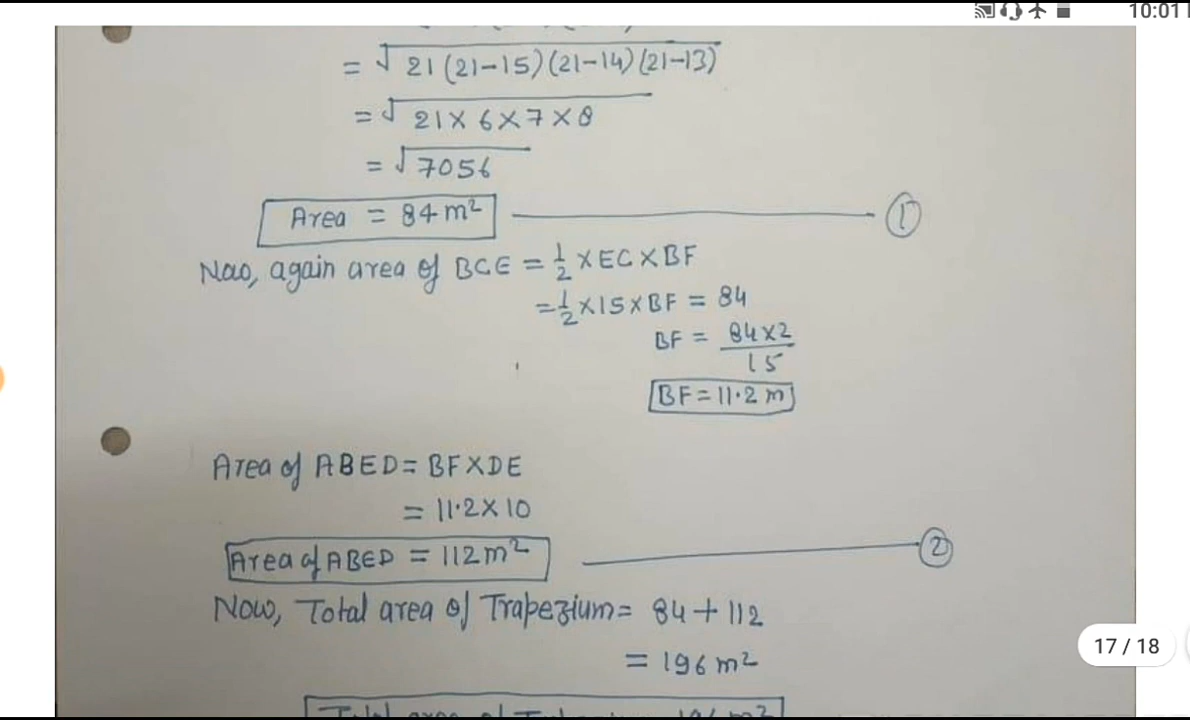 10:01
= √21(21-15)(21-14)(21-13)
= √21×6×7×8
= √7056
Area = 84 m² ①
Now, again area of BCE = 1/2 ×EC×BF
= 1/2 ×15×BF = 84
BF = 84×2/15
BF = 11.2 m
Area of ABED = BF×DE
= 11.2×10
Area of ABED = 112 m² ②
Now, Total area of Trapezium = 84 + 112
= 196 m²
17 / 18